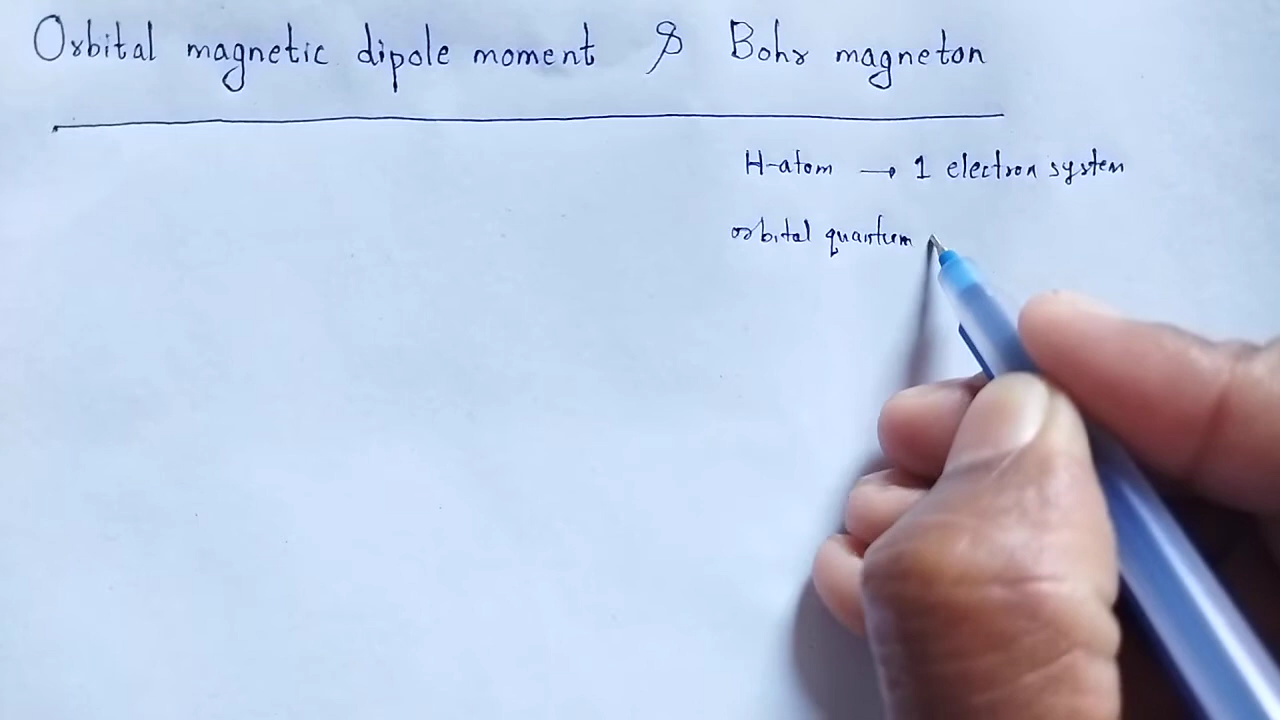 Orbital magnetic dipole moment & Bohr magneton
H-atom → 1 electron system
orbital quantum